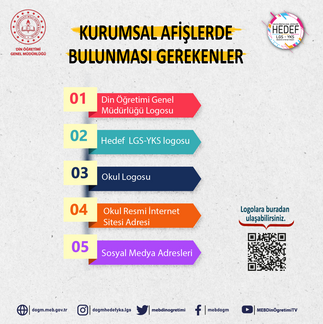 DİN ÖĞRETİMİ
GENEL MÜDÜRLÜĞÜ
KURUMSAL AFİŞLERDE
BULUNMASI GEREKENLER
HEDEF
LGS - YKS
01 Din Öğretimi Genel
Müdürlüğü Logosu
02 Hedef LGS-YKS logosu
03 Okul Logosu
04 Okul Resmi İnternet
Sitesi Adresi
05 Sosyal Medya Adresleri
Logolara buradan
ulaşabilirsiniz.
dogm.meb.gov.tr
dogmhedefyks.lgs
mebdinogretimi
mebdogm
MEBDinÖğretimiTV